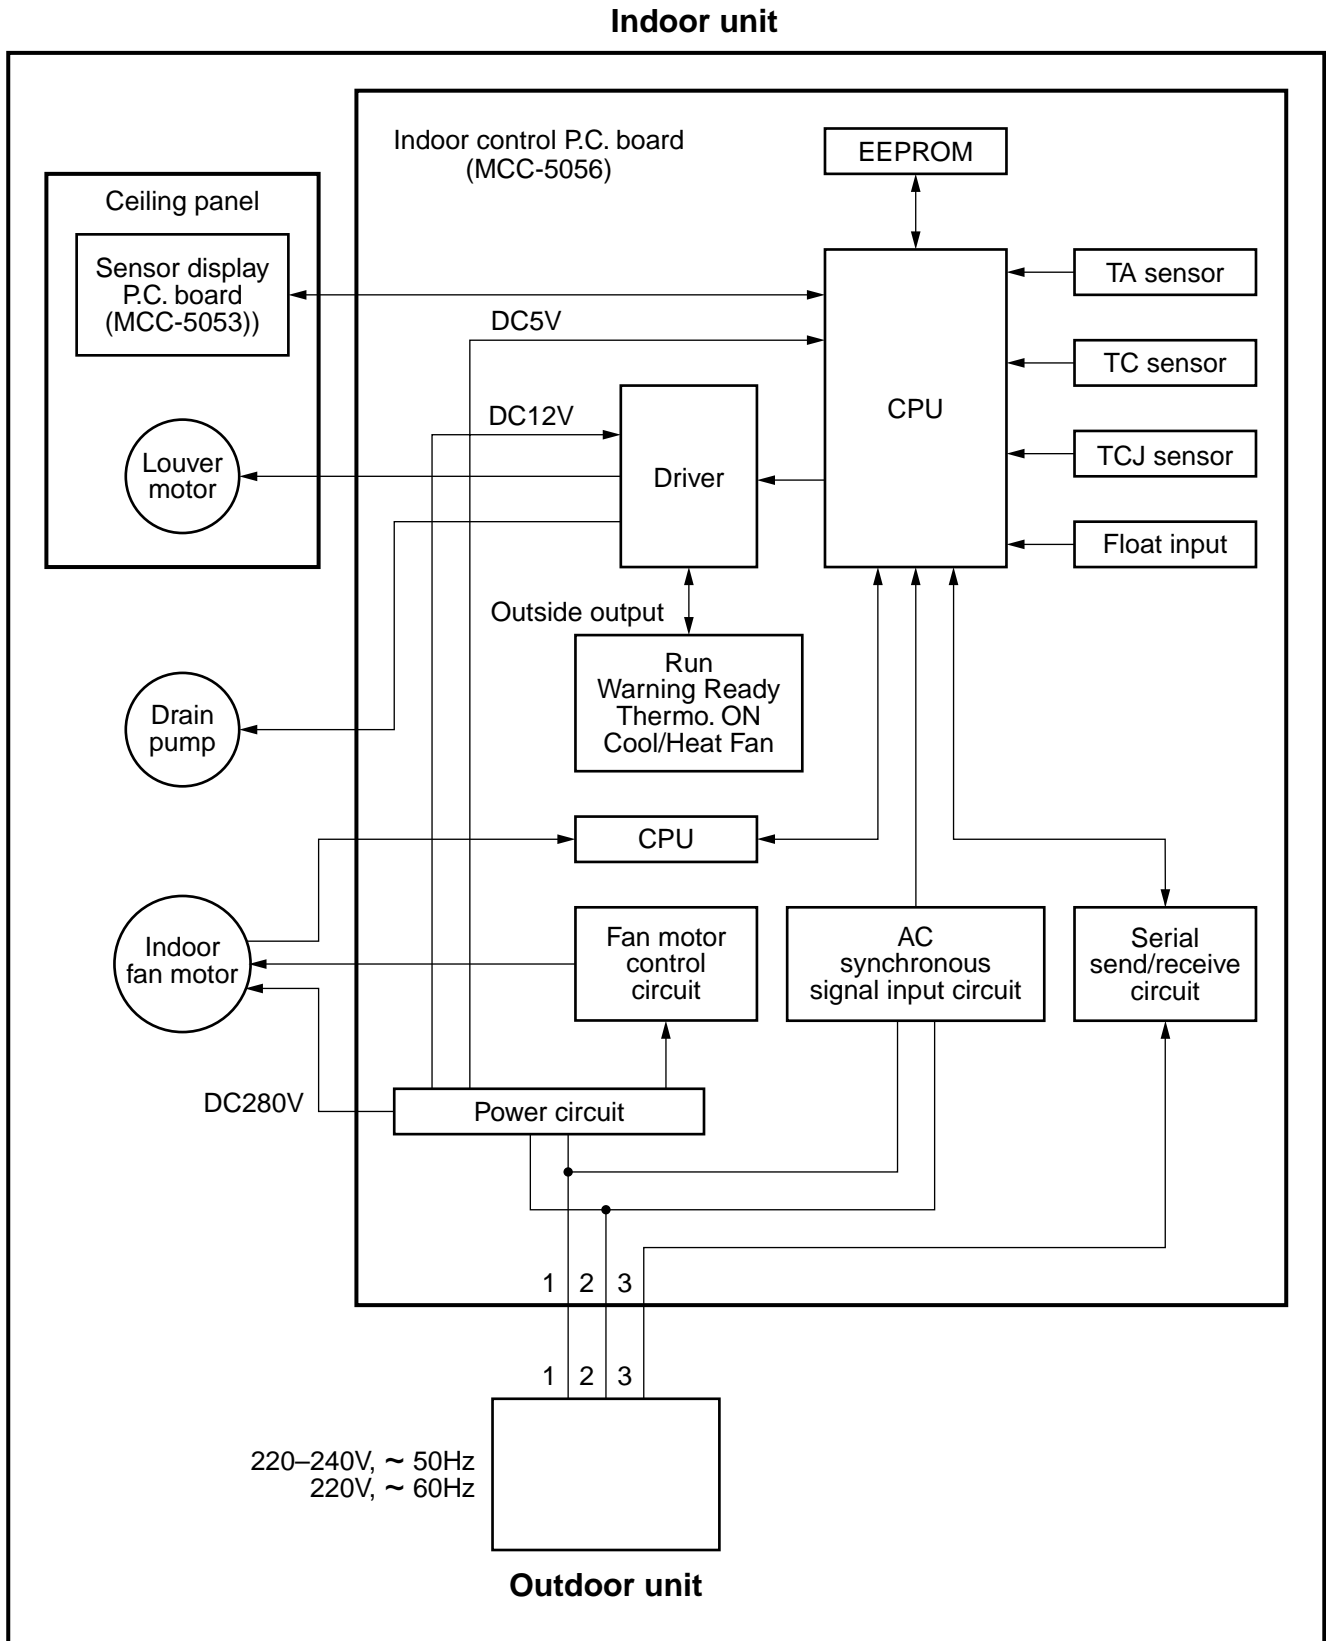 Indoor unit
Indoor control P.C. board
(MCC-5056)
EEPROM
Ceiling panel
Sensor display
P.C. board
(MCC-5053))
DC5V
TA sensor
TC sensor
CPU
DC12V
Louver
motor
Driver
TCJ sensor
Float input
Outside output
Run
Warning Ready
Thermo. ON
Cool/Heat Fan
Drain
pump
CPU
Indoor
fan motor
Fan motor
control
circuit
AC
synchronous
signal input circuit
Serial
send/receive
circuit
DC280V
Power circuit
1 2 3
1 2 3
220–240V, ~ 50Hz
220V, ~ 60Hz
Outdoor unit